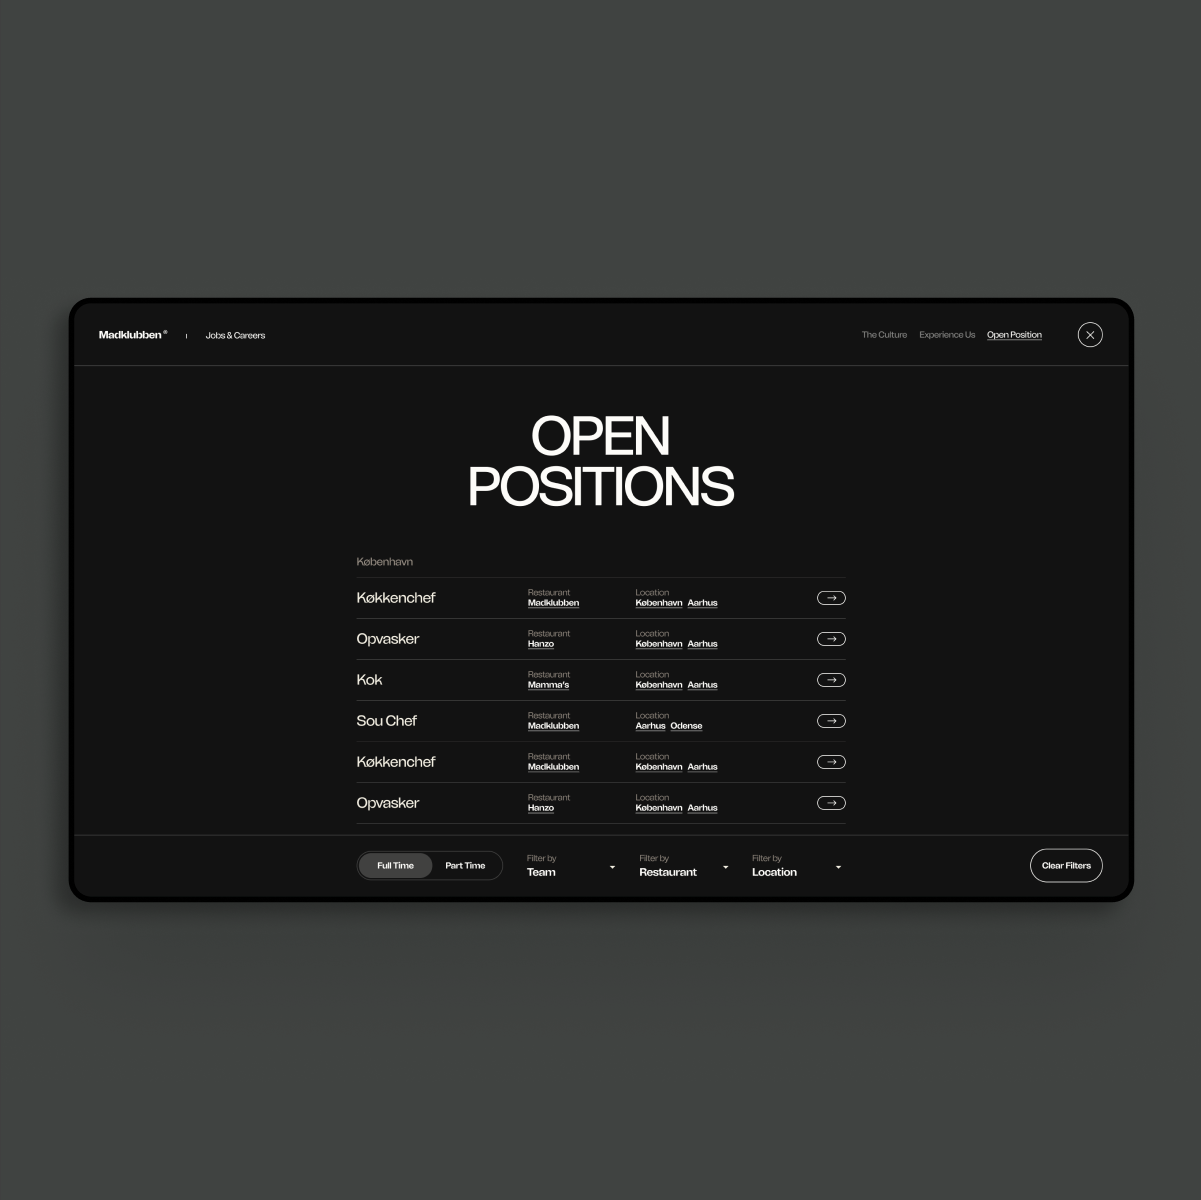 Madklubben®
Jobs & Careers
The Culture
Experience Us
Open Position
OPEN
POSITIONS
København
Køkkenchef
Restaurant
Madklubben
Location
København Aarhus
Opvasker
Restaurant
Hanzo
Location
København Aarhus
Kok
Restaurant
Mamma's
Location
København Aarhus
Sou Chef
Restaurant
Madklubben
Location
Aarhus Odense
Køkkenchef
Restaurant
Madklubben
Location
København Aarhus
Opvasker
Restaurant
Hanzo
Location
København Aarhus
Full Time
Part Time
Filter by
Team
Filter by
Restaurant
Filter by
Location
Clear Filters